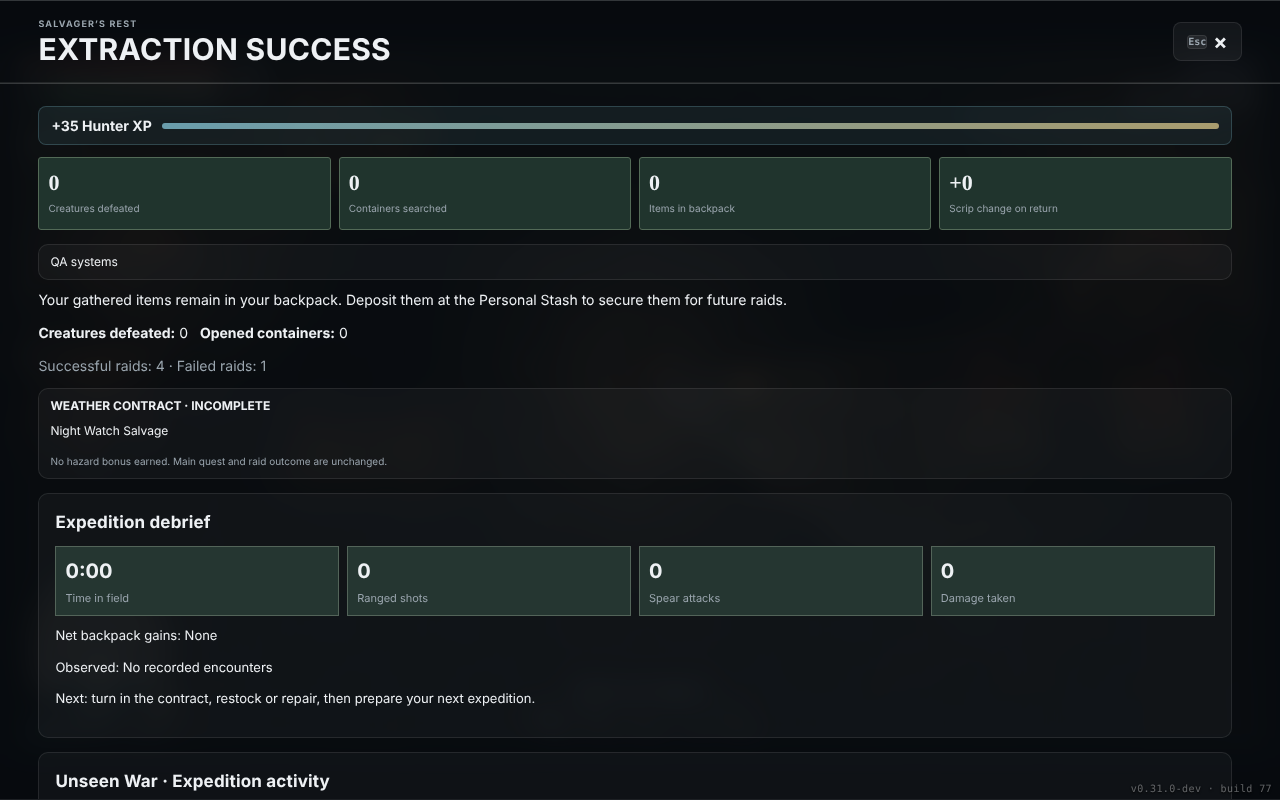 SALVAGER'S REST
EXTRACTION SUCCESS
Esc ×
+35 Hunter XP
0
Creatures defeated
0
Containers searched
0
Items in backpack
+0
Scrip change on return
QA systems
Your gathered items remain in your backpack. Deposit them at the Personal Stash to secure them for future raids.
Creatures defeated: 0 Opened containers: 0
Successful raids: 4 · Failed raids: 1
WEATHER CONTRACT · INCOMPLETE
Night Watch Salvage
No hazard bonus earned. Main quest and raid outcome are unchanged.
Expedition debrief
0:00
Time in field
0
Ranged shots
0
Spear attacks
0
Damage taken
Net backpack gains: None
Observed: No recorded encounters
Next: turn in the contract, restock or repair, then prepare your next expedition.
Unseen War · Expedition activity
v0.31.0-dev · build 77